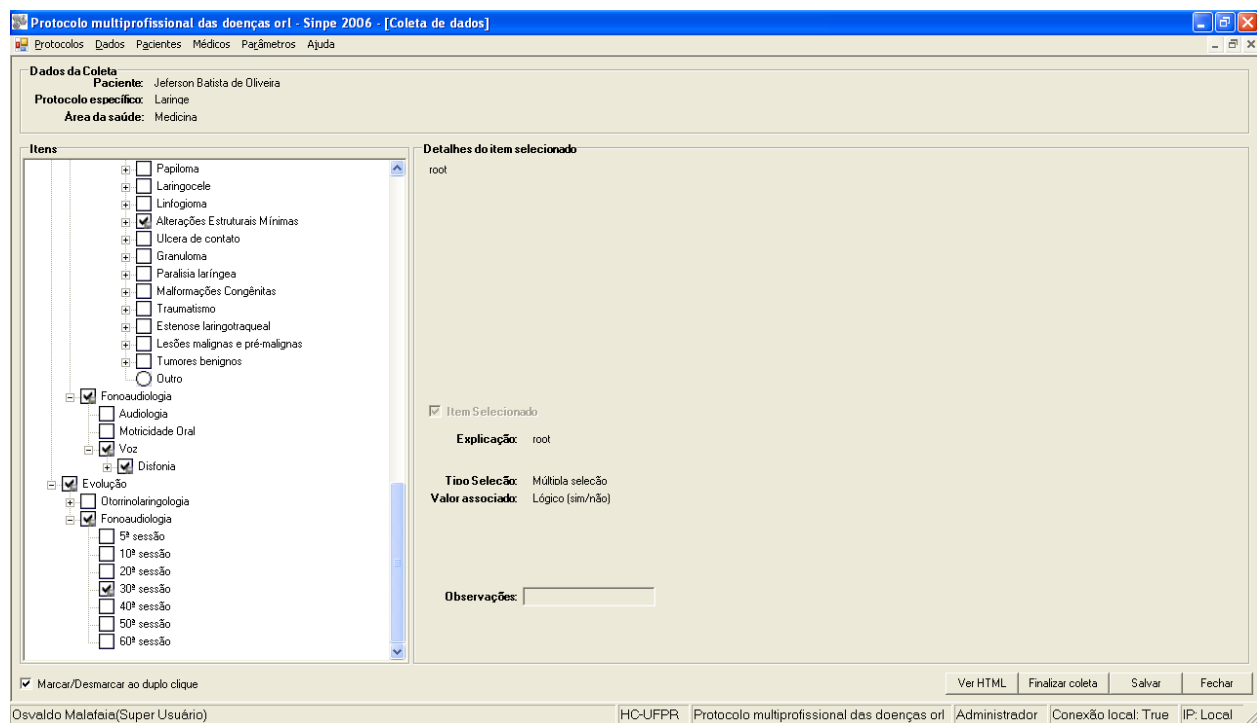 Protocolo multiprofissional das doenças orl - Sinpe 2006 - [Coleta de dados]
Protocolos Dados Pacientes Médicos Parâmetros Ajuda
Dados da Coleta
Paciente: Jeferson Batista de Oliveira
Protocolo específico: Laringe
Área da saúde: Medicina
Itens
Papiloma
Laringocele
Linfogioma
Alterações Estruturais Mínimas
Ulcera de contato
Granuloma
Paralisia laríngea
Malformações Congênitas
Traumatismo
Estenose laringotraqueal
Lesões malignas e pré-malignas
Tumores benignos
Outro
Fonoaudiologia
Audiologia
Motricidade Oral
Voz
Disfonia
Evolução
Otorrinolaringologia
Fonoaudiologia
5ª sessão
10ª sessão
20ª sessão
30ª sessão
40ª sessão
50ª sessão
60ª sessão
Detalhes do item selecionado
root
Item Selecionado
Explicação: root
Tipo Seleção: Múltipla seleção
Valor associado: Lógico (sim/não)
Observações:
Marcar/Desmarcar ao duplo clique
Ver HTML Finalizar coleta Salvar Fechar
Osvaldo Malafaia(Super Usuário) HC-UFPR Protocolo multiprofissional das doenças orl Administrador Conexão local: True IP: Local